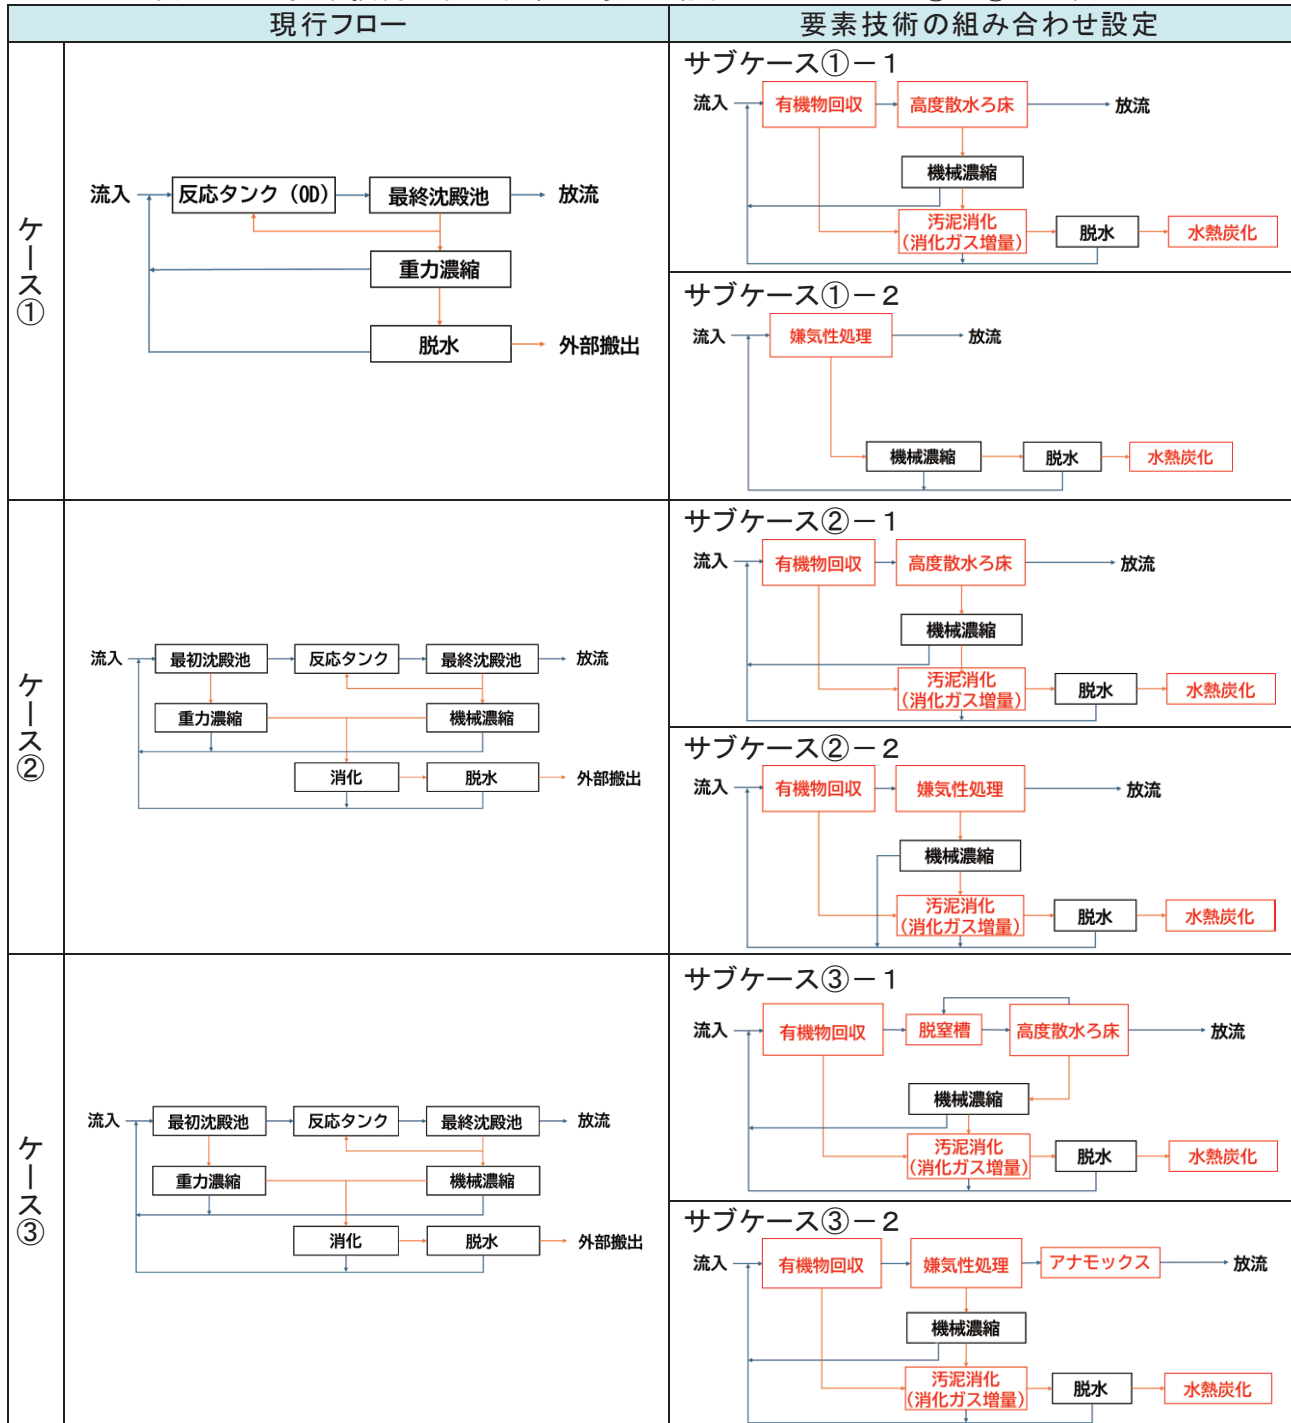 現行フロー
要素技術の組み合わせ設定
ケース①
流入
反応タンク（OD）
最終沈殿池
放流
重力濃縮
脱水
外部搬出
サブケース①－１
流入
有機物回収
高度散水ろ床
放流
機械濃縮
汚泥消化
(消化ガス増量)
脱水
水熱炭化
サブケース①－２
流入
嫌気性処理
放流
機械濃縮
脱水
水熱炭化
ケース②
流入
最初沈殿池
反応タンク
最終沈殿池
放流
重力濃縮
機械濃縮
消化
脱水
外部搬出
サブケース②－１
流入
有機物回収
高度散水ろ床
放流
機械濃縮
汚泥消化
(消化ガス増量)
脱水
水熱炭化
サブケース②－２
流入
有機物回収
嫌気性処理
放流
機械濃縮
汚泥消化
(消化ガス増量)
脱水
水熱炭化
ケース③
流入
最初沈殿池
反応タンク
最終沈殿池
放流
重力濃縮
機械濃縮
消化
脱水
外部搬出
サブケース③－１
流入
有機物回収
脱窒槽
高度散水ろ床
放流
機械濃縮
汚泥消化
(消化ガス増量)
脱水
水熱炭化
サブケース③－２
流入
有機物回収
嫌気性処理
アナモックス
放流
機械濃縮
汚泥消化
(消化ガス増量)
脱水
水熱炭化